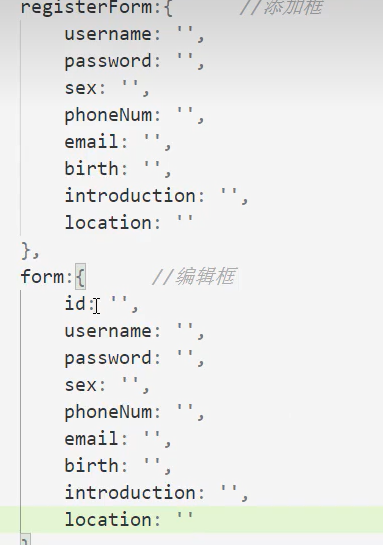 registerForm:{ //添加框
username: '',
password: '',
sex: '',
phoneNum: '',
email: '',
birth: '',
introduction: '',
location: ''
},
form:{ //编辑框
id: '',
username: '',
password: '',
sex: '',
phoneNum: '',
email: '',
birth: '',
introduction: '',
location: ''
}